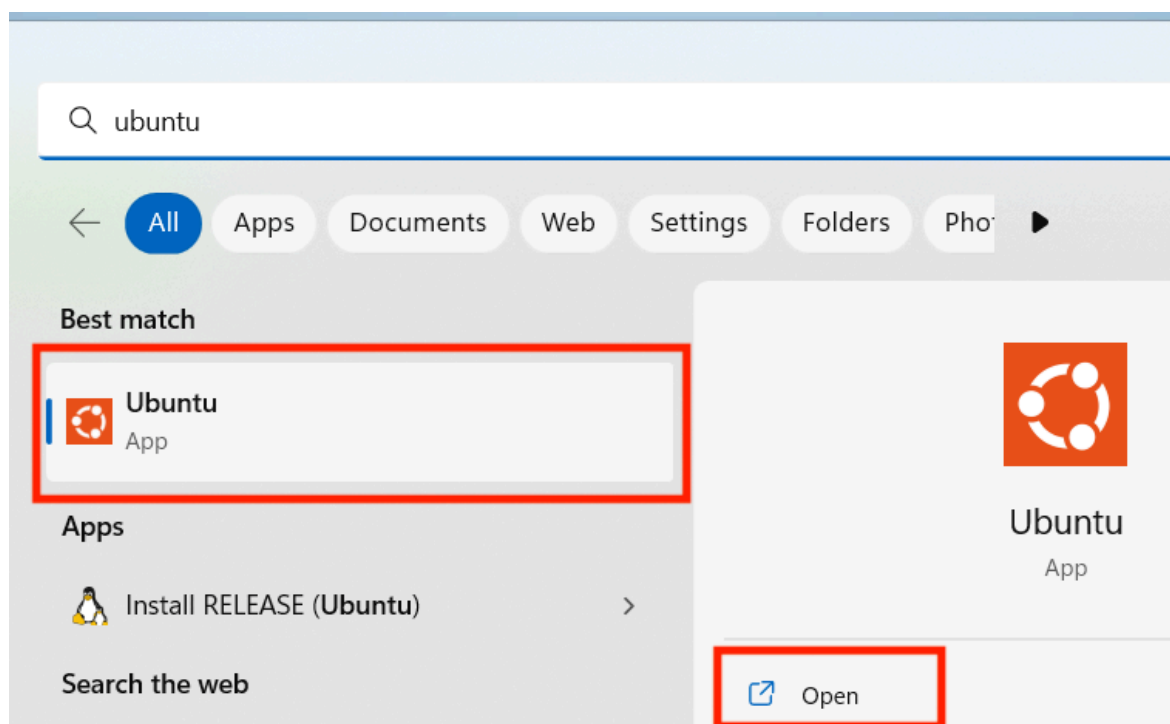 ubuntu
All Apps Documents Web Settings Folders Pho
Best match
Ubuntu
App
Apps
Install RELEASE (Ubuntu)
Search the web
Ubuntu
App
Open